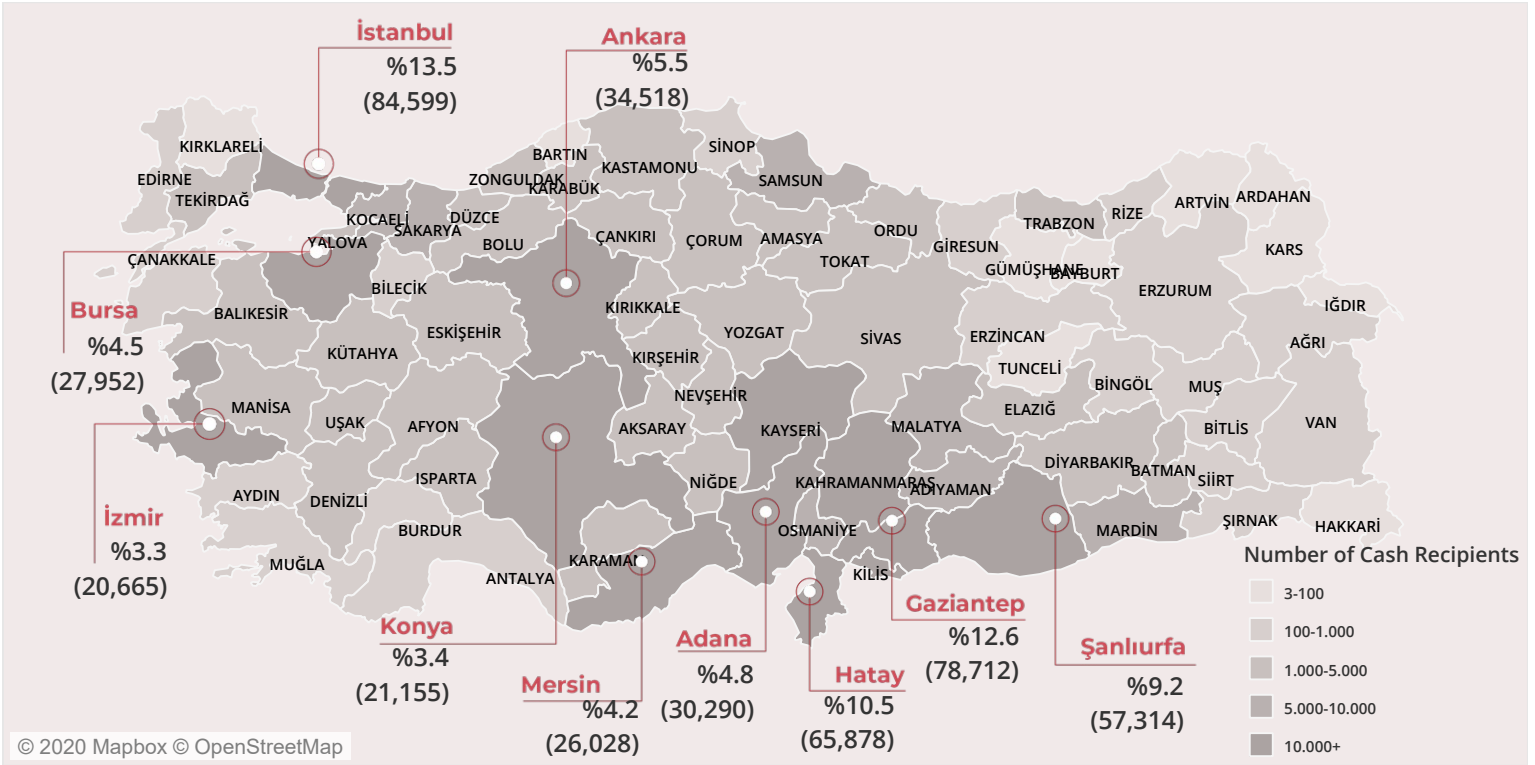 İstanbul
%13.5
(84,599)
Ankara
%5.5
(34,518)
KIRKLARELİ
EDİRNE
TEKİRDAĞ
BARTIN
ZONGULDAK
KARABÜK
KASTAMONU
SİNOP
SAMSUN
KOCAELİ
SAKARYA
DÜZCE
YALOVA
BOLU
ÇANKIRI
ÇORUM
AMASYA
ORDU
TOKAT
GİRESUN
TRABZON
RİZE
ARTVİN
ARDAHAN
KARS
GÜMÜŞHANE
BAYBURT
ERZURUM
IĞDIR
ÇANAKKALE
BİLECİK
Bursa
%4.5
(27,952)
BALIKESİR
ESKİŞEHİR
KÜTAHYA
KIRIKKALE
YOZGAT
SİVAS
ERZİNCAN
AĞRI
KIRŞEHİR
TUNCELİ
BİNGÖL
MUŞ
NEVŞEHİR
MANİSA
UŞAK
AFYON
AKSARAY
KAYSERİ
MALATYA
ELAZIĞ
BİTLİS
VAN
DİYARBAKIR
BATMAN
SİİRT
ISPARTA
NİĞDE
KAHRAMANMARAŞ
ADIYAMAN
AYDIN
DENİZLİ
BURDUR
OSMANİYE
MARDİN
ŞIRNAK
HAKKARİ
İzmir
%3.3
(20,665)
MUĞLA
ANTALYA
KARAMAN
KİLİS
Konya
%3.4
(21,155)
Mersin
%4.2
(26,028)
Adana
%4.8
(30,290)
Hatay
%10.5
(65,878)
Gaziantep
%12.6
(78,712)
Şanlıurfa
%9.2
(57,314)
Number of Cash Recipients
3-100
100-1.000
1.000-5.000
5.000-10.000
10.000+
© 2020 Mapbox © OpenStreetMap